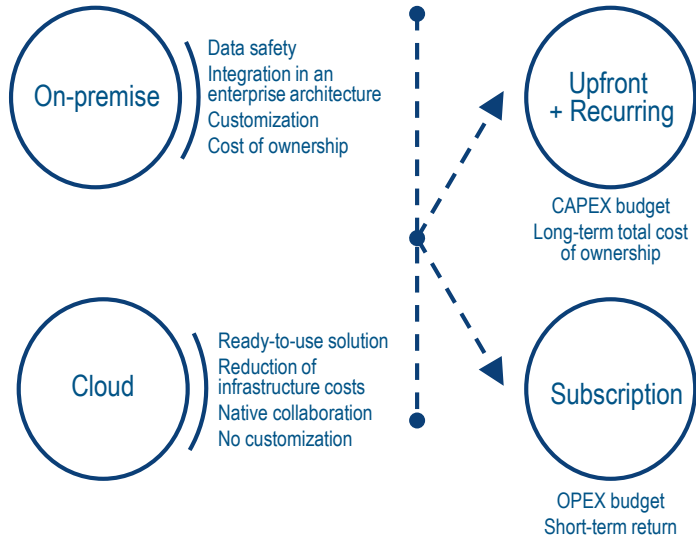 On-premise
Data safety
Integration in an
enterprise architecture
Customization
Cost of ownership
Upfront
+ Recurring
CAPEX budget
Long-term total cost
of ownership
Cloud
Ready-to-use solution
Reduction of
infrastructure costs
Native collaboration
No customization
Subscription
OPEX budget
Short-term return